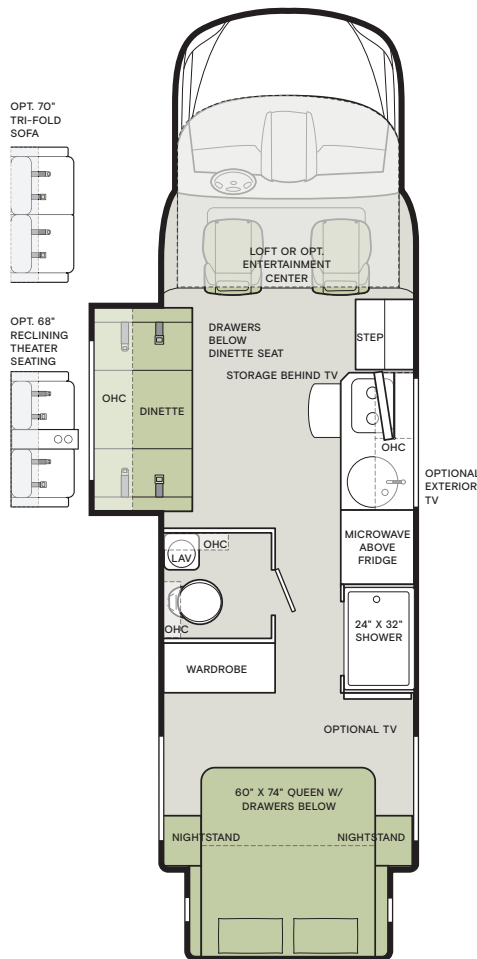 OPT. 70"
TRI-FOLD
SOFA
LOFT OR OPT.
ENTERTAINMENT
CENTER
OPT. 68"
RECLINING
THEATER
SEATING
DRAWERS
BELOW
DINETTE SEAT
STEP
STORAGE BEHIND TV
OHC
DINETTE
OHC
OPTIONAL
EXTERIOR
TV
MICROWAVE
ABOVE
FRIDGE
OHC
LAV
OHC
24" X 32"
SHOWER
WARDROBE
OPTIONAL TV
60" X 74" QUEEN W/
DRAWERS BELOW
NIGHTSTAND
NIGHTSTAND